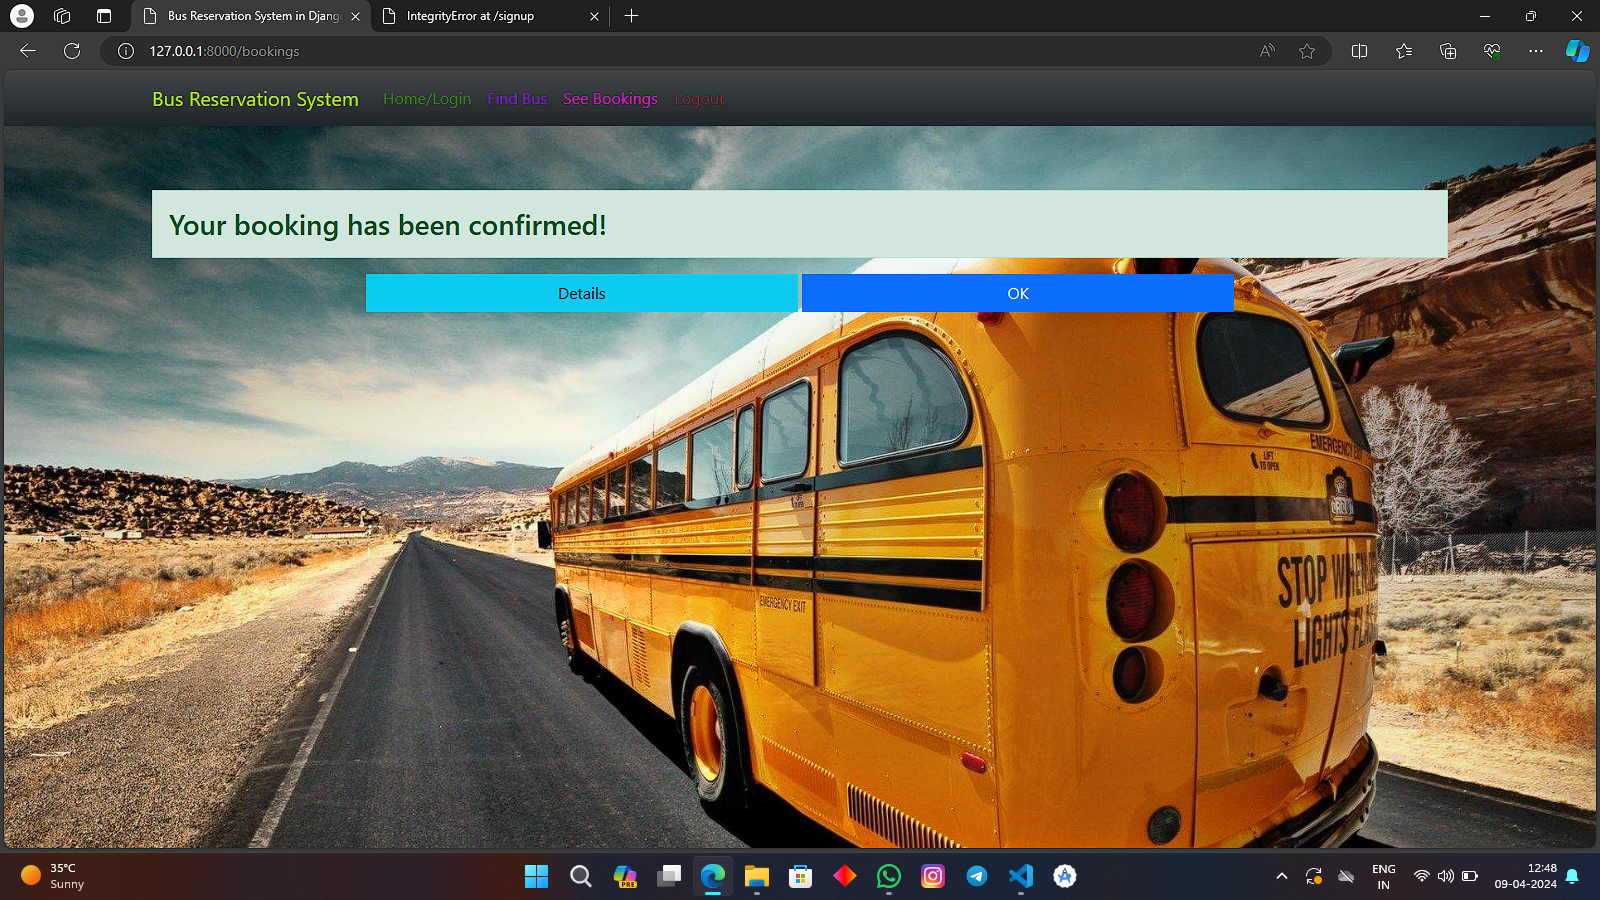 Bus Reservation System in Djang
IntegrityError at /signup
127.0.0.1:8000/bookings
Bus Reservation System
Home/Login
Find Bus
See Bookings
Logout
Your booking has been confirmed!
Details
OK
EMERGENCY EXIT
LIFT
TO OPEN
STOP WHEN
LIGHTS FLA
EMERGENCY EXIT
35°C
Sunny
PRE
ENG
IN
12:48
09-04-2024